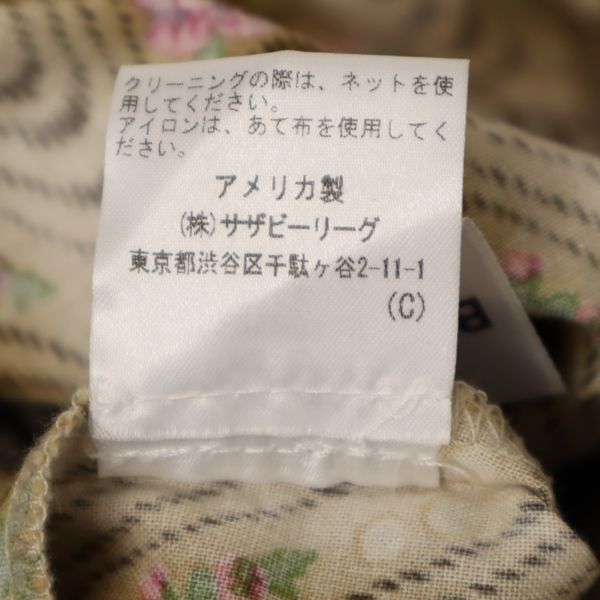 クリーニングの際は、ネットを使
用してください。
アイロンは、あて布を使用してく
ださい。
アメリカ製
(株)サザビーリーグ
東京都渋谷区千駄ヶ谷2-11-1
(C)
B